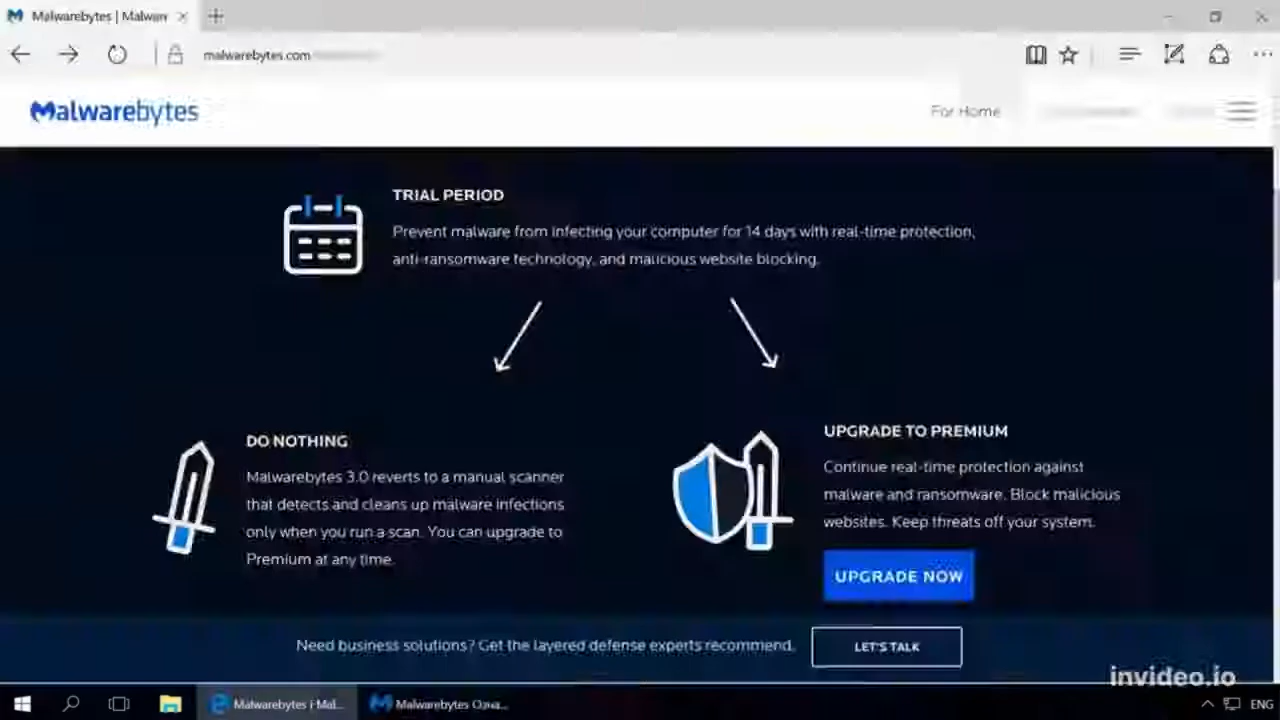 Malwarebytes | Malwar
malwarebytes.com
Malwarebytes
For Home
TRIAL PERIOD
Prevent malware from infecting your computer for 14 days with real-time protection,
anti-ransomware technology, and malicious website blocking.
DO NOTHING
Malwarebytes 3.0 reverts to a manual scanner
that detects and cleans up malware infections
only when you run a scan. You can upgrade to
Premium at any time.
UPGRADE TO PREMIUM
Continue real-time protection against
malware and ransomware. Block malicious
websites. Keep threats off your system.
UPGRADE NOW
Need business solutions? Get the layered defense experts recommend.
LET'S TALK
invideo.io
Malwarebytes
Malwarebytes
ENG